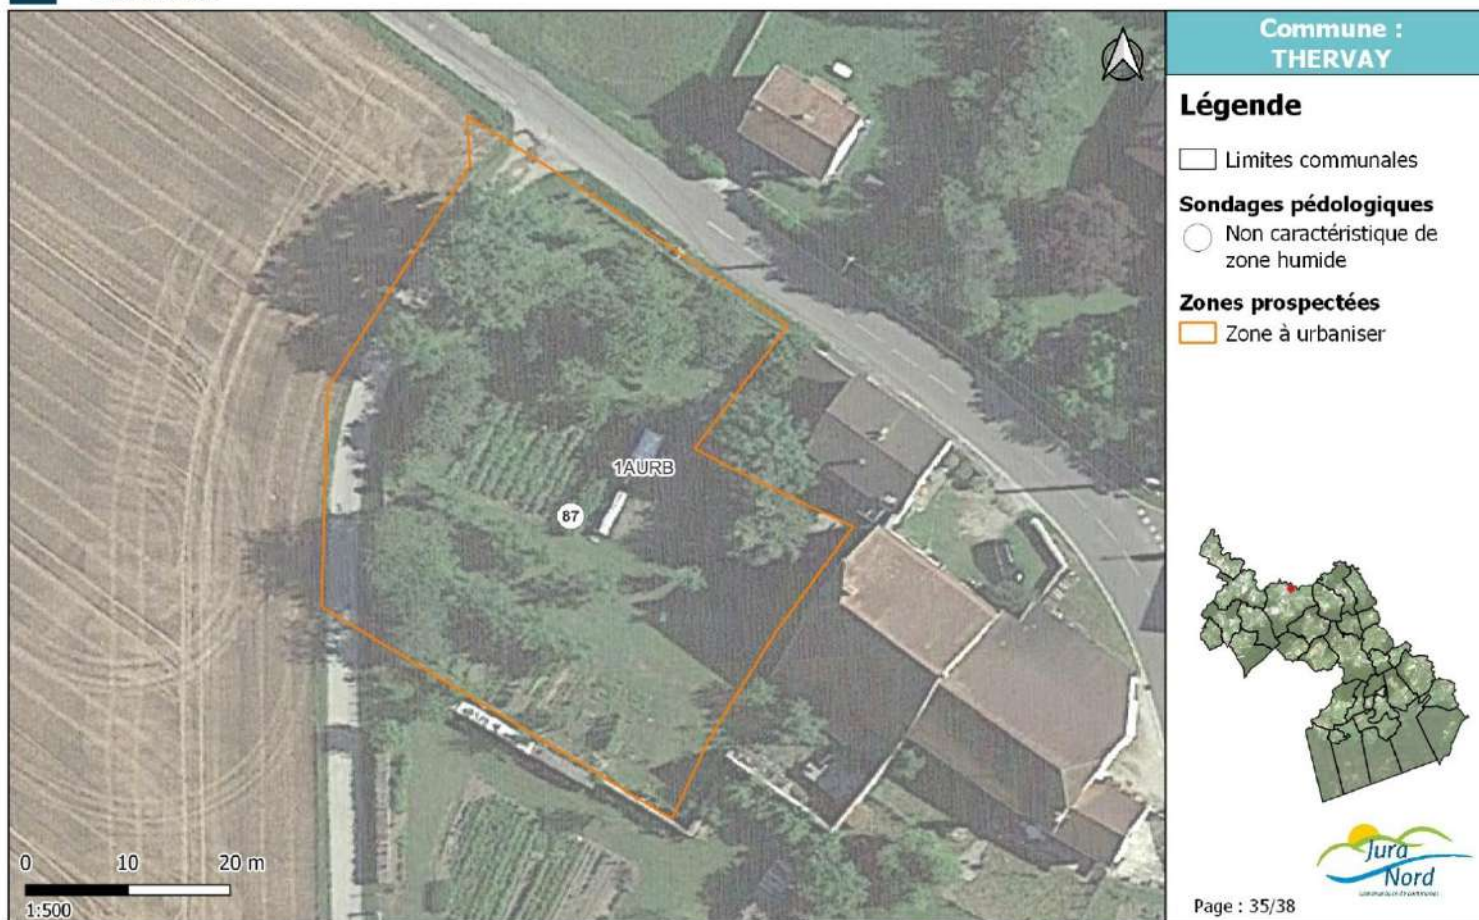 Commune :
THERVAY
Légende
Limites communales
Sondages pédologiques
Non caractéristique de
zone humide
Zones prospectées
Zone à urbaniser
1AURB
87
0 10 20 m
1:500
Jura
Nord
Page : 35/38